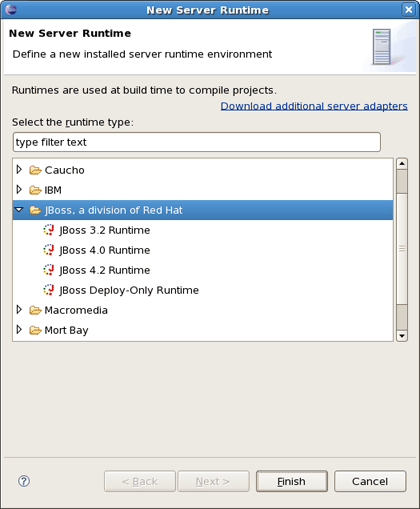 New Server Runtime
New Server Runtime
Define a new installed server runtime environment
Runtimes are used at build time to compile projects.
Download additional server adapters
Select the runtime type:
type filter text
Caucho
IBM
JBoss, a division of Red Hat
JBoss 3.2 Runtime
JBoss 4.0 Runtime
JBoss 4.2 Runtime
JBoss Deploy-Only Runtime
Macromedia
Mort Bay
? < Back Next > Finish Cancel